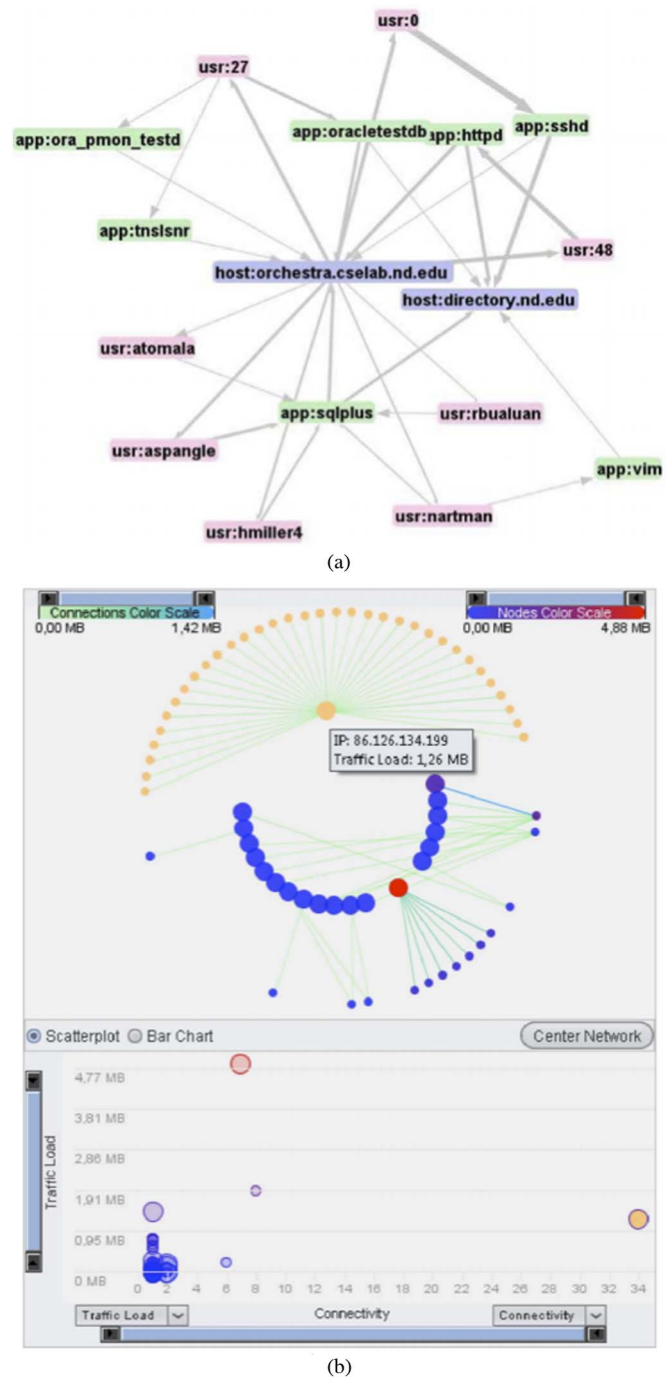 usr:0
usr:27
app:ora_pmon_testd
app:oracletestdb
app:httpd
app:sshd
app:tnslsnr
usr:48
host:orchestra.cselab.nd.edu
host:directory.nd.edu
usr:atomala
app:sqlplus
usr:rbualuan
usr:aspangle
app:vim
usr:nartman
usr:hmiller4
(a)
Connections Color Scale
0,00 MB 1,42 MB
Nodes Color Scale
0,00 MB 4,88 MB
IP: 86.126.134.199
Traffic Load: 1,26 MB
Scatterplot Bar Chart
Center Network
4,77 MB
3,81 MB
2,86 MB
1,91 MB
0,95 MB
0 MB
Traffic Load
0 2 4 6 8 10 12 14 16 18 20 22 24 26 28 30 32 34
Traffic Load
Connectivity
Connectivity
(b)